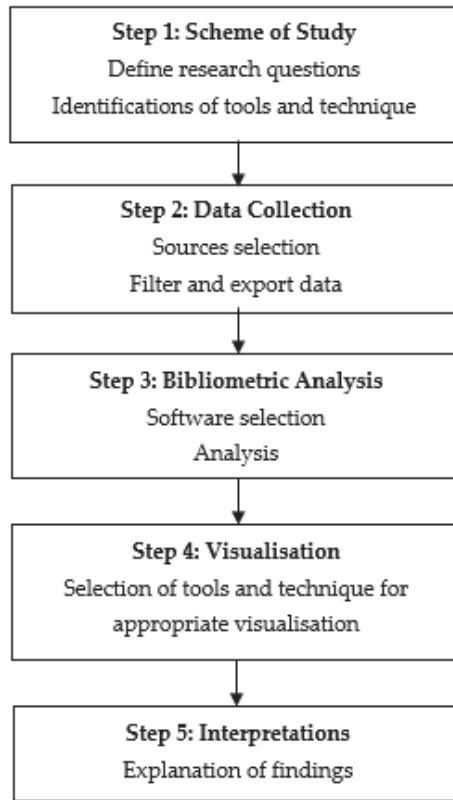 Step 1: Scheme of Study
Define research questions
Identifications of tools and technique
Step 2: Data Collection
Sources selection
Filter and export data
Step 3: Bibliometric Analysis
Software selection
Analysis
Step 4: Visualisation
Selection of tools and technique for
appropriate visualisation
Step 5: Interpretations
Explanation of findings